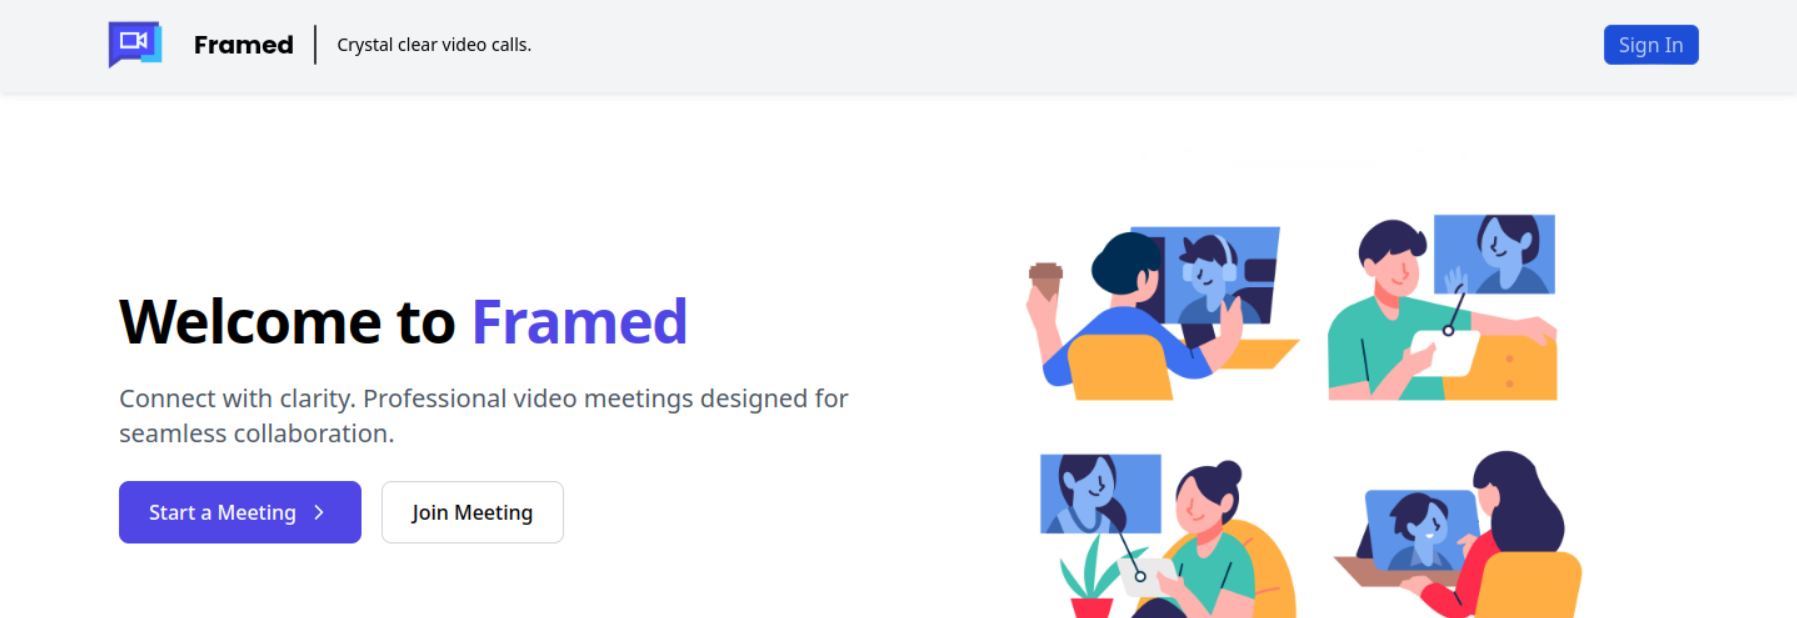 Framed
Crystal clear video calls.
Sign In
Welcome to Framed
Connect with clarity. Professional video meetings designed for
seamless collaboration.
Start a Meeting
Join Meeting